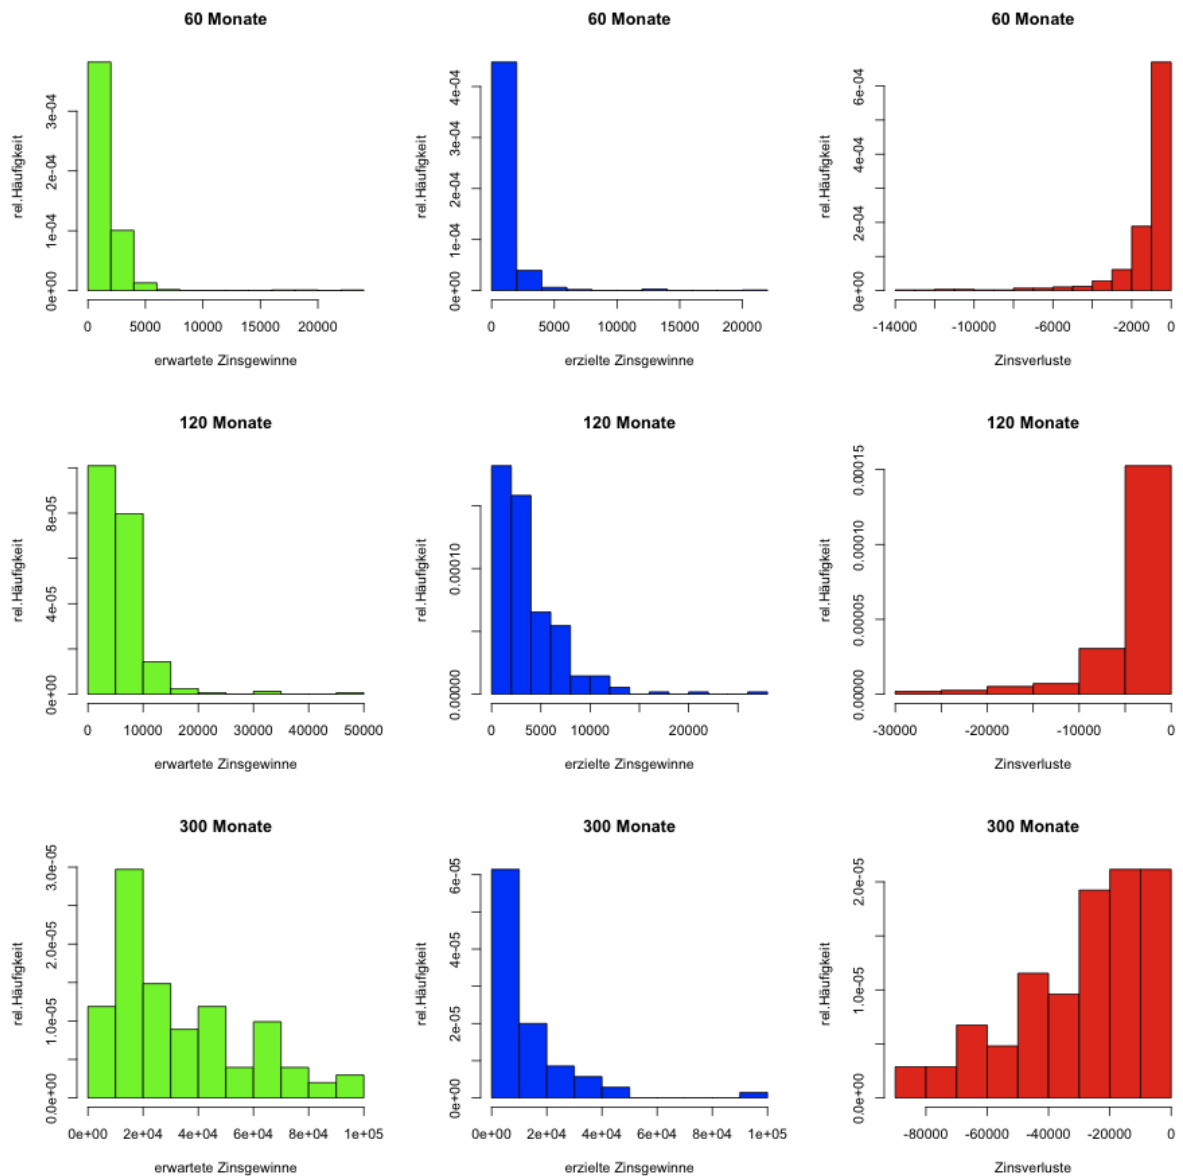 60 Monate
rel.Häufigkeit
0e+00 1e-04 2e-04 3e-04
0 5000 10000 15000 20000
erwartete Zinsgewinne
60 Monate
rel.Häufigkeit
0e+00 1e-04 2e-04 3e-04 4e-04
0 5000 10000 15000 20000
erzielte Zinsgewinne
60 Monate
rel.Häufigkeit
0e+00 2e-04 4e-04 6e-04
-14000 -10000 -6000 -2000 0
Zinsverluste
120 Monate
rel.Häufigkeit
0e+00 4e-05 8e-05
0 10000 20000 30000 40000 50000
erwartete Zinsgewinne
120 Monate
rel.Häufigkeit
0.00000 0.00010
0 5000 10000 20000
erzielte Zinsgewinne
120 Monate
rel.Häufigkeit
0.00000 0.00005 0.00010 0.00015
-30000 -20000 -10000 0
Zinsverluste
300 Monate
rel.Häufigkeit
0.0e+00 1.0e-05 2.0e-05 3.0e-05
0e+00 2e+04 4e+04 6e+04 8e+04 1e+05
erwartete Zinsgewinne
300 Monate
rel.Häufigkeit
0e+00 2e-05 4e-05 6e-05
0e+00 2e+04 4e+04 6e+04 8e+04 1e+05
erzielte Zinsgewinne
300 Monate
rel.Häufigkeit
0.0e+00 1.0e-05 2.0e-05
-80000 -60000 -40000 -20000 0
Zinsverluste